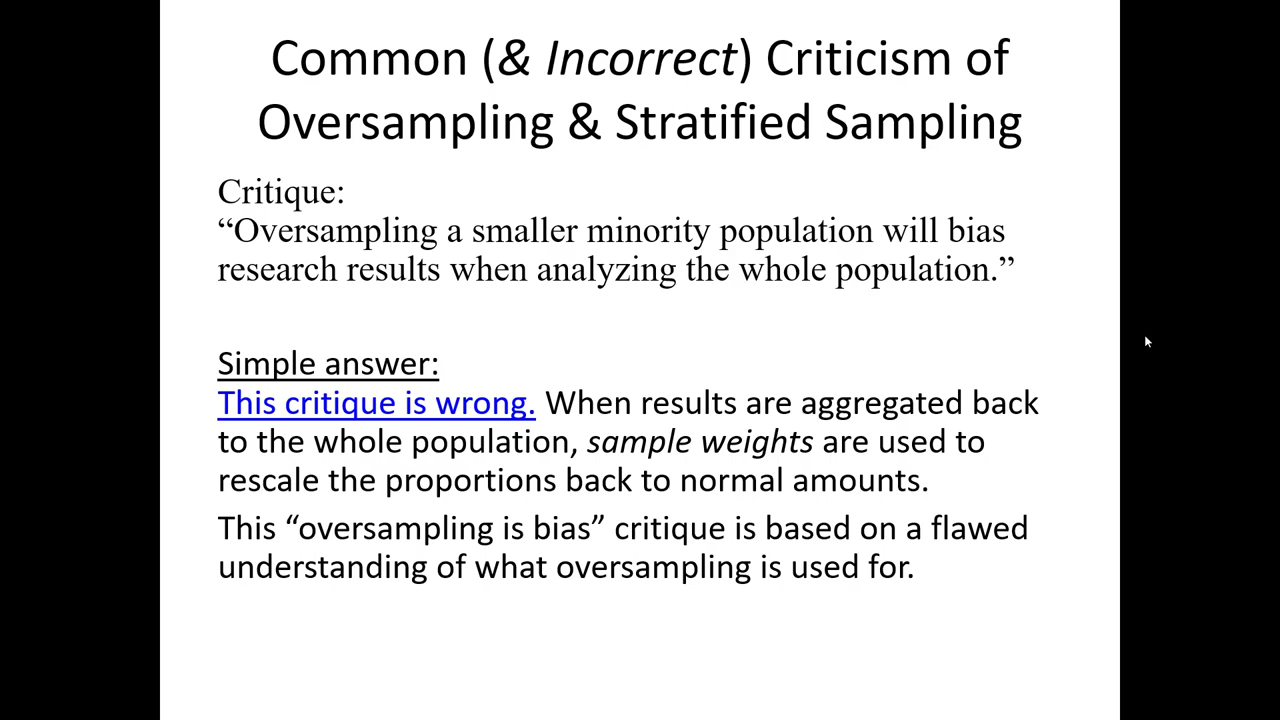 Common (& Incorrect) Criticism of
Oversampling & Stratified Sampling
Critique:
“Oversampling a smaller minority population will bias
research results when analyzing the whole population.”
Simple answer:
This critique is wrong. When results are aggregated back
to the whole population, sample weights are used to
rescale the proportions back to normal amounts.
This “oversampling is bias” critique is based on a flawed
understanding of what oversampling is used for.